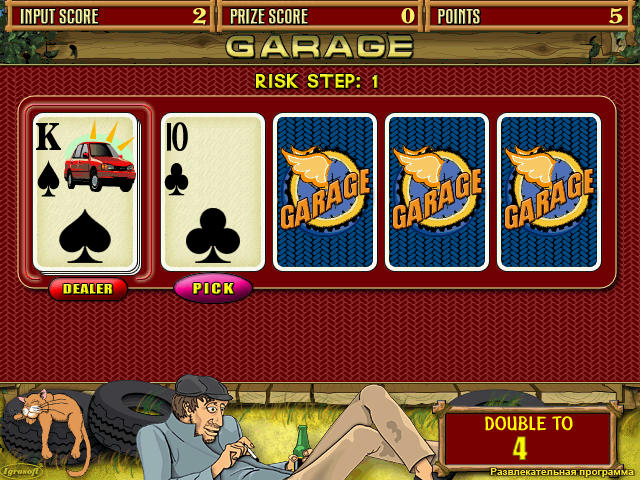 INPUT SCORE 2 PRIZE SCORE 0 POINTS 5
GARAGE
RISK STEP: 1
K 10
GARAGE GARAGE GARAGE
DEALER PICK
DOUBLE TO
4
Igrosoft
Развлекательная программа